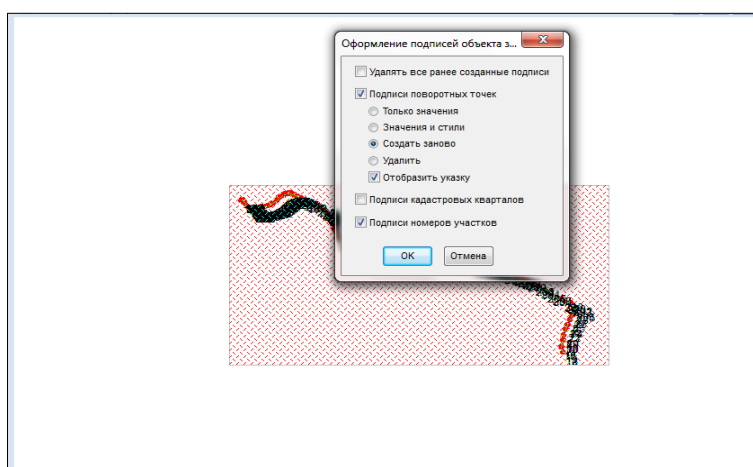 Оформление подписей объекта з...
Удалять все ранее созданные подписи
Подписи поворотных точек
Только значения
Значения и стили
Создать заново
Удалить
Отобразить указку
Подписи кадастровых кварталов
Подписи номеров участков
OK
Отмена